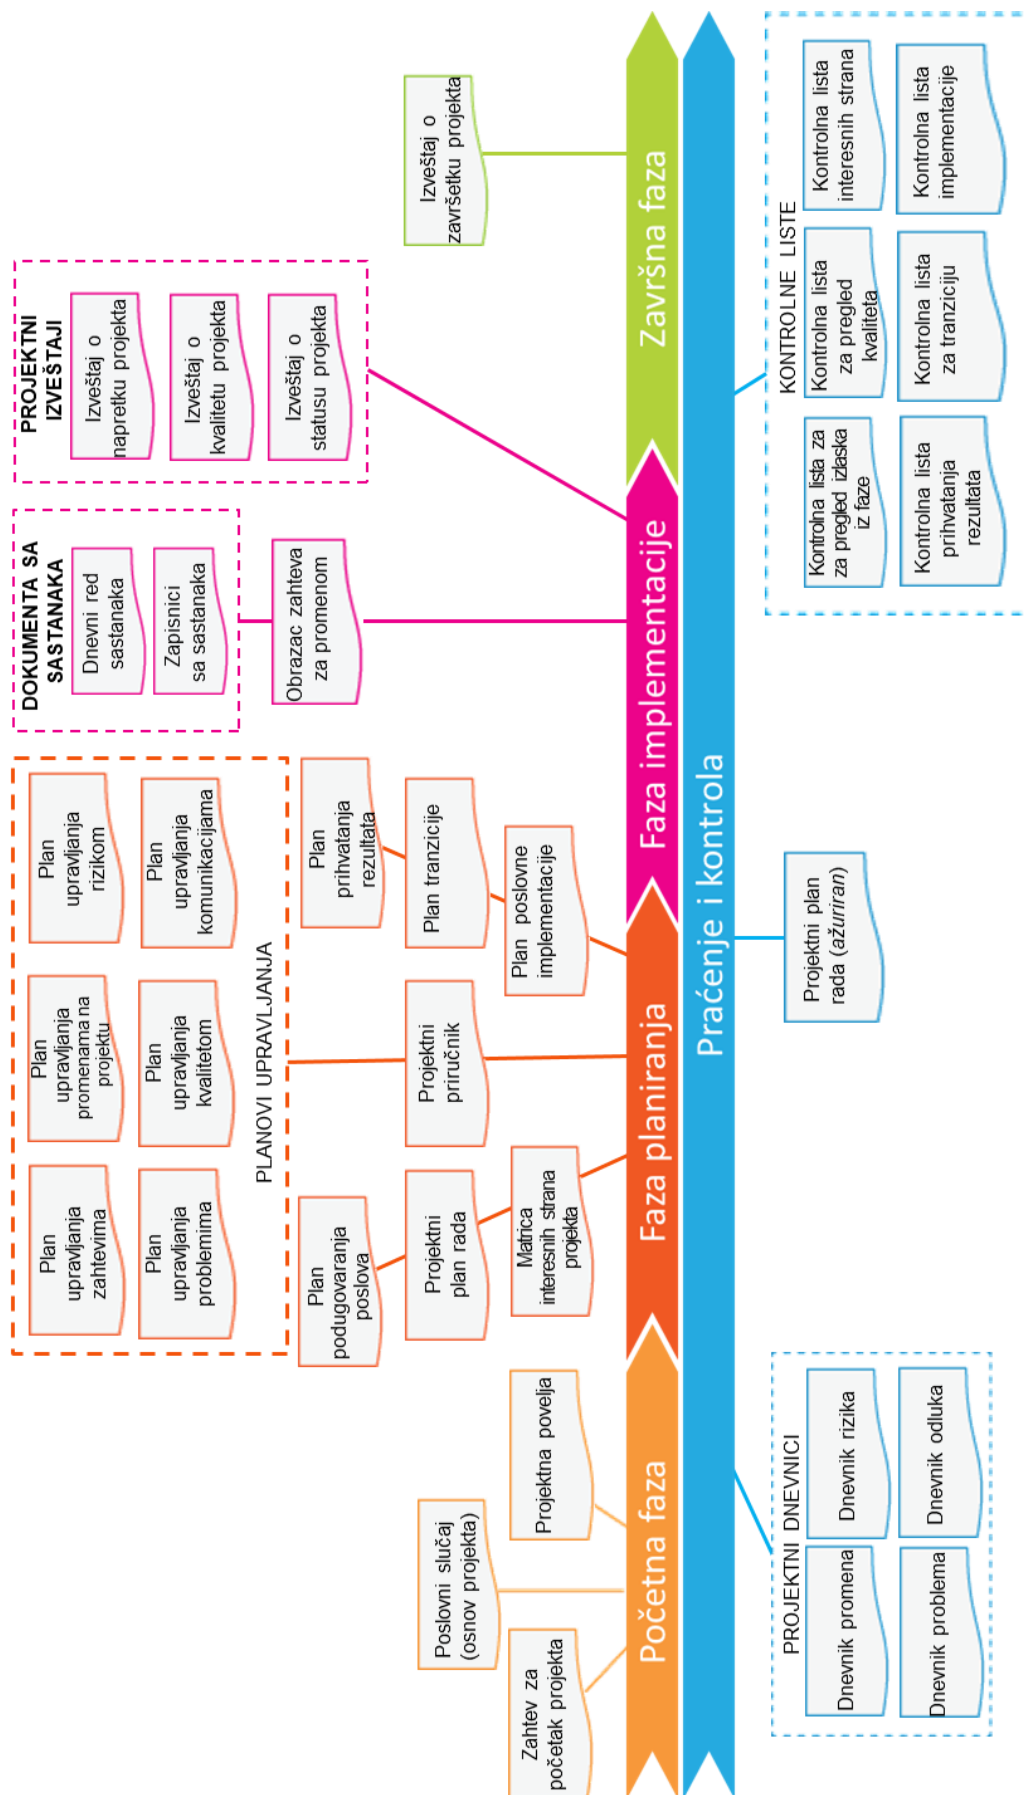 PLANOVI UPRAVLJANJA
Plan
upravljanja
zahtevima
Plan
upravljanja
promenama na
projektu
Plan
upravljanja
rizikom
Plan
upravljanja
problemima
Plan
upravljanja
kvalitetom
Plan
upravljanja
komunikacijama
DOKUMENTA SA
SASTANAKA
Dnevni red
sastanaka
Zapisnici
sa sastanaka
PROJEKTNI
IZVEŠTAJI
Izveštaj o
napretku projekta
Izveštaj o
kvalitetu projekta
Izveštaj o
statusu projekta
Zahtev za
početak projekta
Poslovni slučaj
(osnov projekta)
Projektna povelja
Plan
podugovaranja
poslova
Projektni
plan rada
Matrica
interesnih strana
projekta
Projektni
priručnik
Plan
prihvatanja
rezultata
Plan tranzicije
Plan poslovne
implementacije
Obrazac zahteva
za promenom
Izveštaj o
završetku projekta
Početna faza
Faza planiranja
Faza implementacije
Završna faza
Praćenje i kontrola
PROJEKTNI DNEVNICI
Dnevnik promena
Dnevnik rizika
Dnevnik problema
Dnevnik odluka
Projektni plan
rada (ažuriran)
KONTROLNE LISTE
Kontrolna lista za
za pregled izlaska
iz faze
Kontrolna lista
za pregled
kvaliteta
Kontrolna lista
interesnih strana
Kontrolna lista
prihvatanja
rezultata
Kontrolna lista
za tranziciju
Kontrolna lista
implementacije